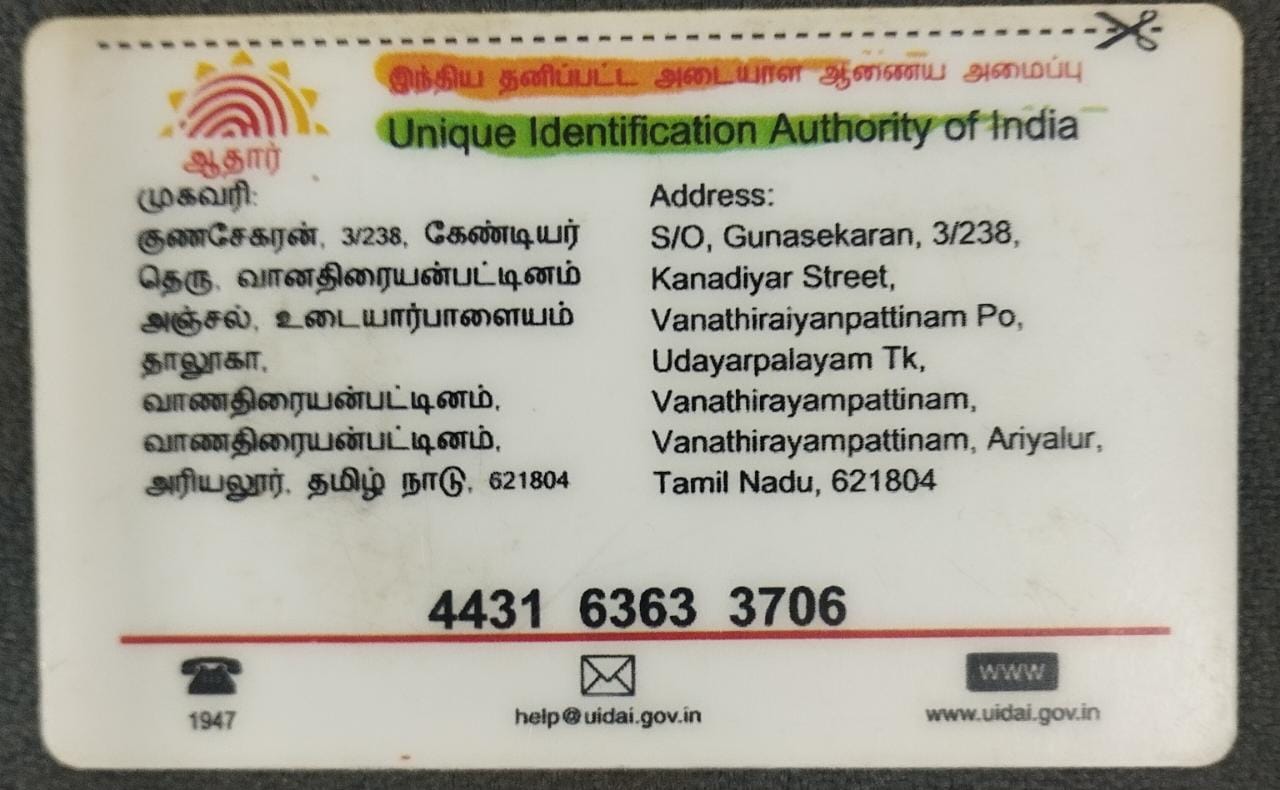 இந்திய தனிப்பட்ட அடையாள ஆணைய அமைப்பு
Unique Identification Authority of India
ஆதார்
முகவரி:
குணசேகரன், 3/238, கேண்டியர்
தெரு, வானதிரையன்பட்டினம்
அஞ்சல், உடையார்பாளையம்
தாலூகா,
வாணதிரையன்பட்டினம்,
வாணதிரையன்பட்டினம்,
அரியலூர், தமிழ் நாடு, 621804
Address:
S/O, Gunasekaran, 3/238,
Kanadiyar Street,
Vanathiraiyanpattinam Po,
Udayarpalayam Tk,
Vanathirayampattinam,
Vanathirayampattinam, Ariyalur,
Tamil Nadu, 621804
4431 6363 3706
1947
help@uidai.gov.in
www
www.uidai.gov.in